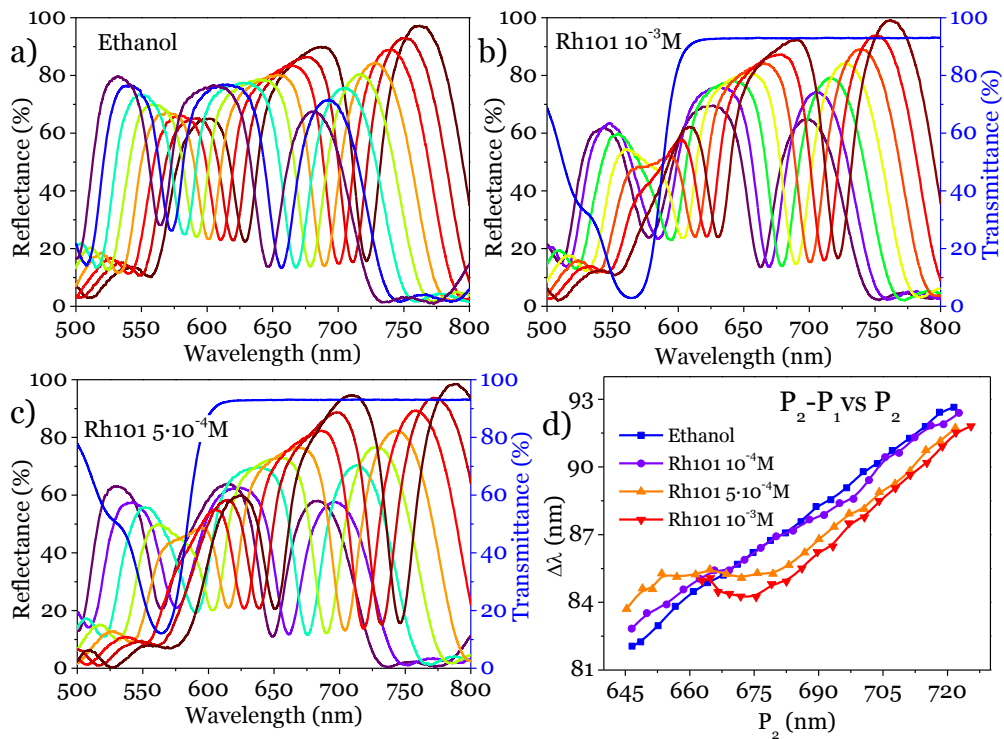 a)
Ethanol
Reflectance (%)
100
80
60
40
20
0
500 550 600 650 700 750 800
Wavelength (nm)
b)
Rh101 10⁻³M
Reflectance (%)
100
80
60
40
20
0
500 550 600 650 700 750 800
Wavelength (nm)
100
80
60
40
20
0
Transmittance (%)
c)
Rh101 5·10⁻⁴M
Reflectance (%)
100
80
60
40
20
0
500 550 600 650 700 750 800
Wavelength (nm)
100
80
60
40
20
0
Transmittance (%)
d)
P₂-P₁vs P₂
Ethanol
Rh101 10⁻⁴M
Rh101 5·10⁻⁴M
Rh101 10⁻³M
Δλ (nm)
93
90
87
84
81
645 660 675 690 705 720
P₂ (nm)